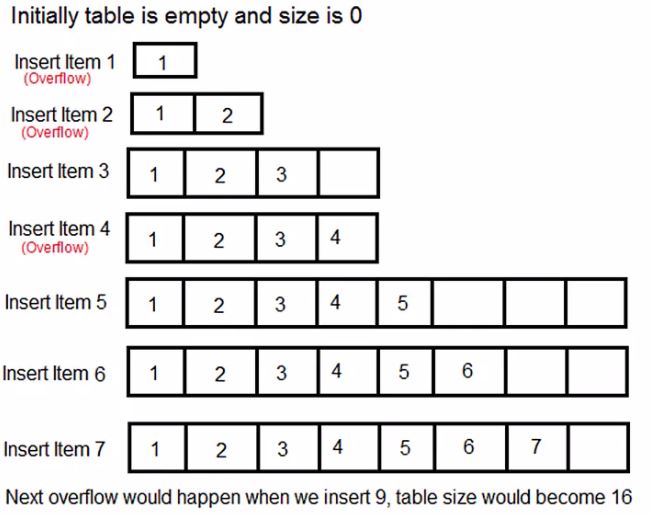 Initially table is empty and size is 0
Insert Item 1
(Overflow)
1
Insert Item 2
(Overflow)
1 2
Insert Item 3
1 2 3
Insert Item 4
(Overflow)
1 2 3 4
Insert Item 5
1 2 3 4 5
Insert Item 6
1 2 3 4 5 6
Insert Item 7
1 2 3 4 5 6 7
Next overflow would happen when we insert 9, table size would become 16